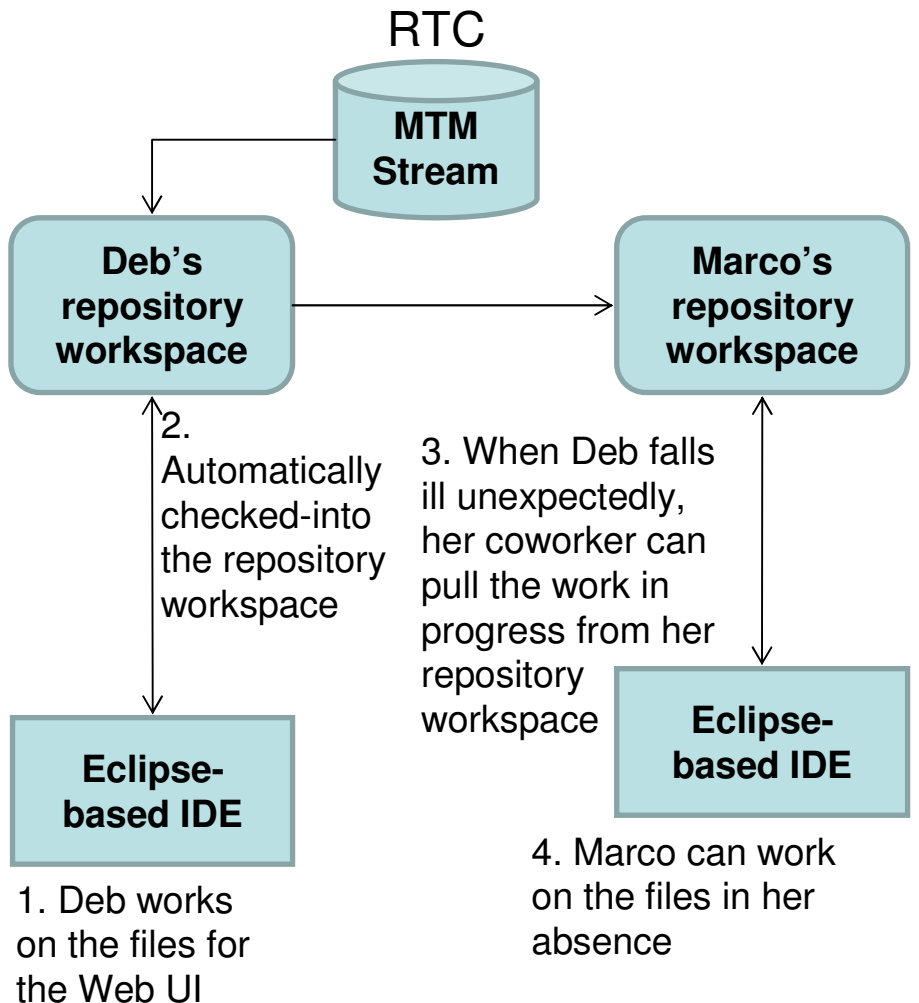 RTC
MTM
Stream
Deb's
repository
workspace
Marco's
repository
workspace
2.
Automatically
checked-into
the repository
workspace
3. When Deb falls
ill unexpectedly,
her coworker can
pull the work in
progress from her
repository
workspace
Eclipse-
based IDE
1. Deb works
on the files for
the Web UI
Eclipse-
based IDE
4. Marco can work
on the files in her
absence